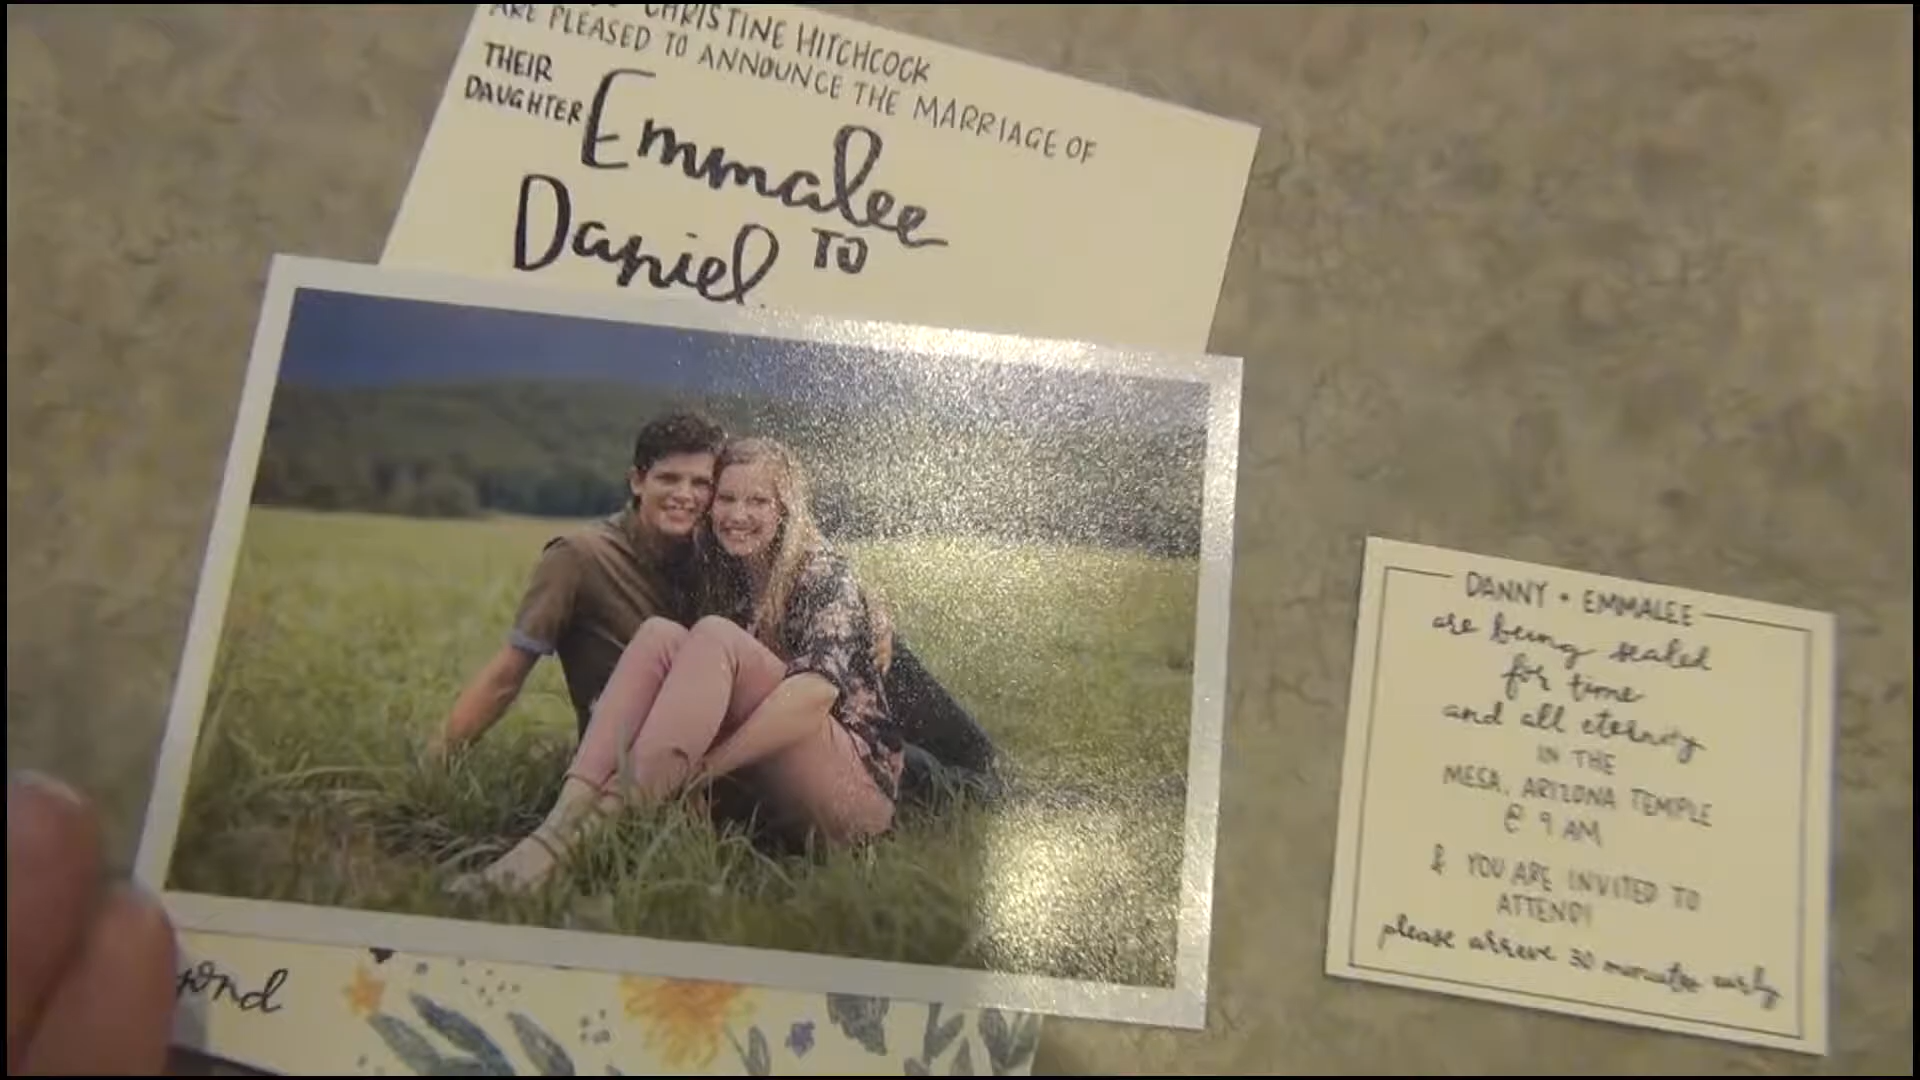 CHRISTINE HITCHCOCK
ARE PLEASED TO ANNOUNCE THE MARRIAGE OF
THEIR
DAUGHTER
Emmalee
TO
Daniel
DANNY • EMMALEE
are being sealed
for time
and all eternity
IN THE
MESA, ARIZONA TEMPLE
@ 9 AM
& YOU ARE INVITED TO
ATTEND!
please arrive 30 minutes early